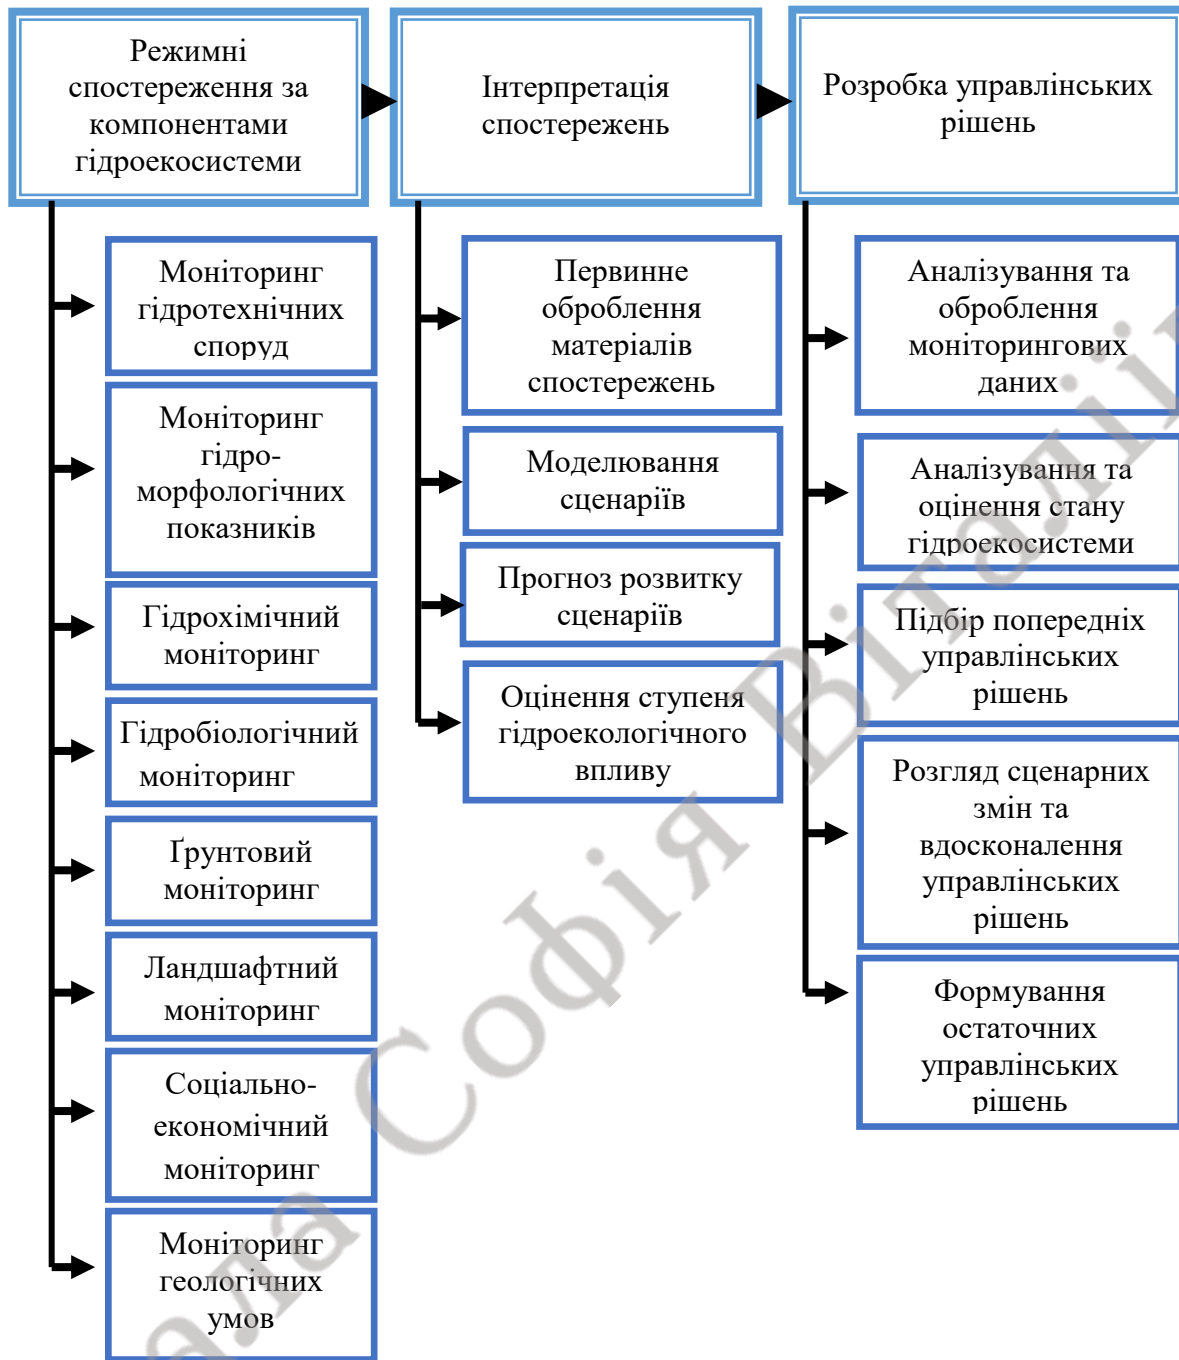 Режимні
спостереження за
компонентами
гідроекосистеми
Інтерпретація
спостережень
Розробка управлінських
рішень
Моніторинг
гідротехнічних
споруд
Моніторинг
гідро-
морфологічних
показників
Гідрохімічний
моніторинг
Гідробіологічний
моніторинг
Ґрунтовий
моніторинг
Ландшафтний
моніторинг
Соціально-
економічний
моніторинг
Моніторинг
геологічних
умов
Первинне
оброблення
матеріалів
спостережень
Моделювання
сценаріїв
Прогноз розвитку
сценаріїв
Оцінення ступеня
гідроекологічного
впливу
Аналізування та
оброблення
моніторингових
даних
Аналізування та
оцінення стану
гідроекосистеми
Підбір попередніх
управлінських
рішень
Розгляд сценарних
змін та
вдосконалення
управлінських
рішень
Формування
остаточних
управлінських
рішень
Софія